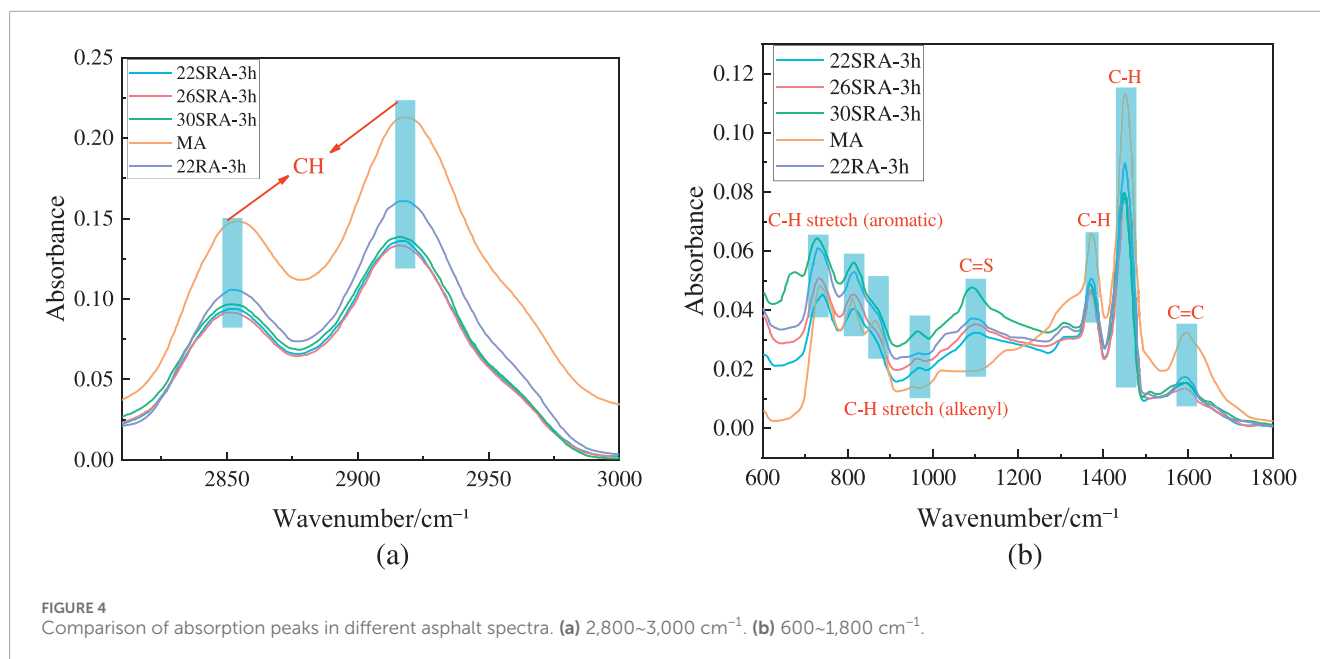 0.25
0.20
0.15
0.10
0.05
0.00
Absorbance
22SRA-3h
26SRA-3h
30SRA-3h
MA
22RA-3h
CH
2850
2900
2950
3000
Wavenumber/cm⁻¹
(a)
0.12
0.10
0.08
0.06
0.04
0.02
0.00
Absorbance
22SRA-3h
26SRA-3h
30SRA-3h
MA
22RA-3h
C-H
C-H stretch (aromatic)
C-H
C=S
C=C
C-H stretch (alkenyl)
600
800
1000
1200
1400
1600
1800
Wavenumber/cm⁻¹
(b)
FIGURE 4
Comparison of absorption peaks in different asphalt spectra. (a) 2,800~3,000 cm⁻¹. (b) 600~1,800 cm⁻¹.